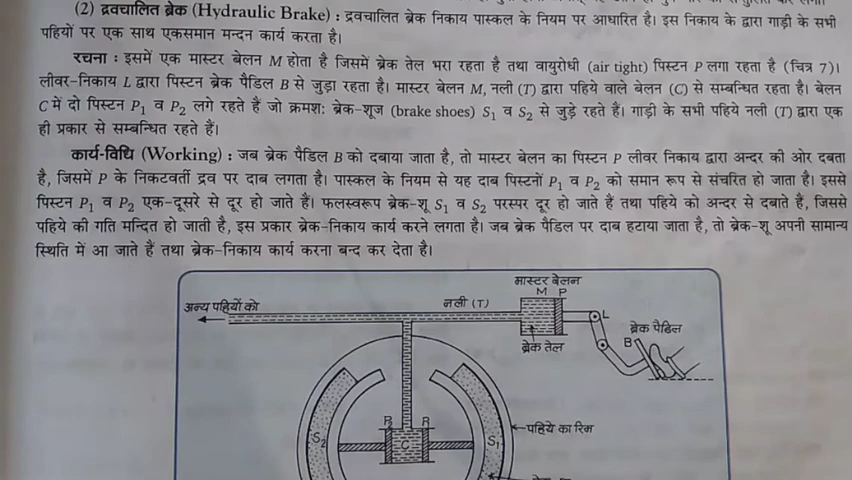 (2) द्रवचालित ब्रेक (Hydraulic Brake) : द्रवचालित ब्रेक निकाय पास्कल के नियम पर आधारित है। इस निकाय के द्वारा गाड़ी के सभी
पहियों पर एक साथ एकसमान मन्दन कार्य करता है।
रचना : इसमें एक मास्टर बेलन M होता है जिसमें ब्रेक तेल भरा रहता है तथा वायुरोधी (air tight) पिस्टन P लगा रहता है (चित्र 7)।
लीवर-निकाय L द्वारा पिस्टन ब्रेक पैडिल B से जुड़ा रहता है। मास्टर बेलन M, नली (T) द्वारा पहिये वाले बेलन (C) से सम्बन्धित रहता है। बेलन
C में दो पिस्टन P₁ व P₂ लगे रहते हैं जो क्रमशः ब्रेक-शूज (brake shoes) S₁ व S₂ से जुड़े रहते हैं। गाड़ी के सभी पहिये नली (T) द्वारा एक
ही प्रकार से सम्बन्धित रहते हैं।
कार्य-विधि (Working) : जब ब्रेक पैडिल B को दबाया जाता है, तो मास्टर बेलन का पिस्टन P लीवर निकाय द्वारा अन्दर की ओर दबता
है, जिसमें P के निकटवर्ती द्रव पर दाब लगता है। पास्कल के नियम से यह दाब पिस्टनों P₁ व P₂ को समान रूप से संचरित हो जाता है। इससे
पिस्टन P₁ व P₂ एक-दूसरे से दूर हो जाते हैं। फलस्वरूप ब्रेक-शू S₁ व S₂ परस्पर दूर हो जाते हैं तथा पहिये को अन्दर से दबाते हैं, जिससे
पहिये की गति मन्दित हो जाती है, इस प्रकार ब्रेक-निकाय कार्य करने लगता है। जब ब्रेक पैडिल पर दाब हटाया जाता है, तो ब्रेक-शू अपनी सामान्य
स्थिति में आ जाते हैं तथा ब्रेक-निकाय कार्य करना बन्द कर देता है।
मास्टर बेलन
M P
अन्य पहियों को
नली (T)
L
ब्रेक पैडिल
B
ब्रेक तेल
P₂ P₁
पहिये का रिम
S₂ C S₁